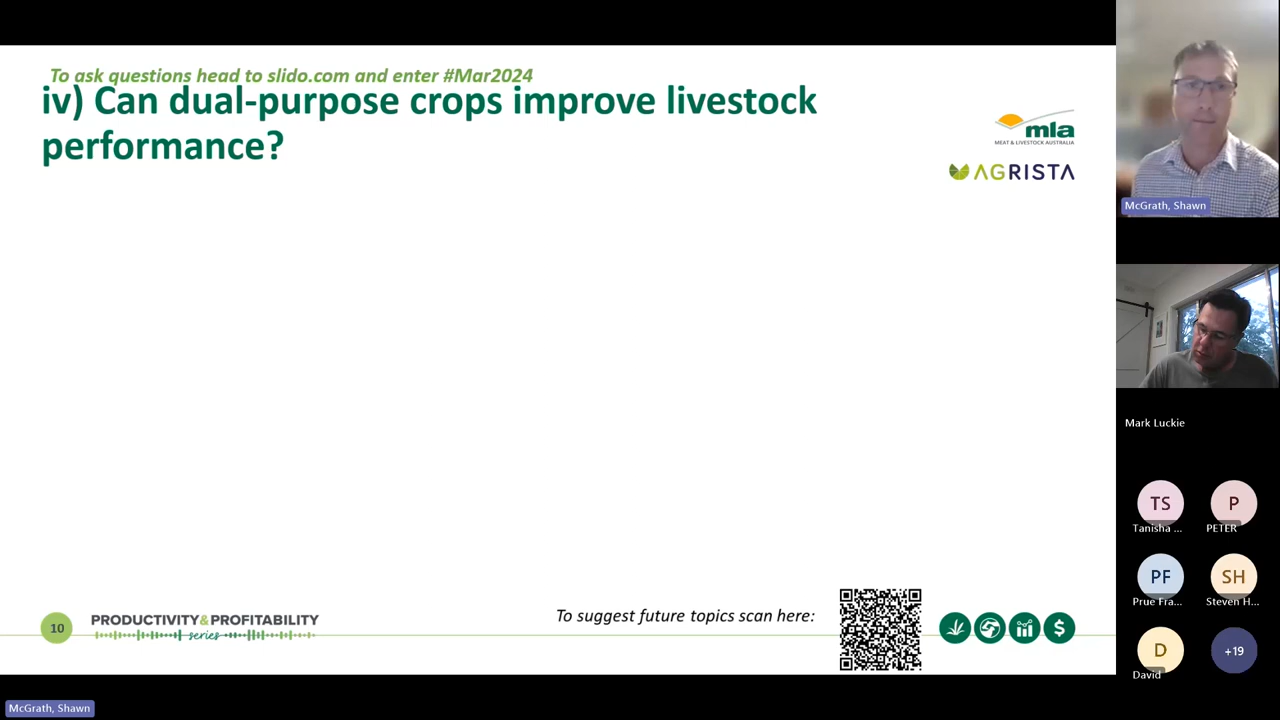 To ask questions head to slido.com and enter #Mar2024
iv) Can dual-purpose crops improve livestock
performance?
mla
MEAT & LIVESTOCK AUSTRALIA
AGRISTA
McGrath, Shawn
Mark Luckie
TS
P
Tanisha ...
PETER
PF
SH
Prue Fra...
Steven H...
D
+19
David
To suggest future topics scan here:
10
PRODUCTIVITY&PROFITABILITY
series
$
McGrath, Shawn